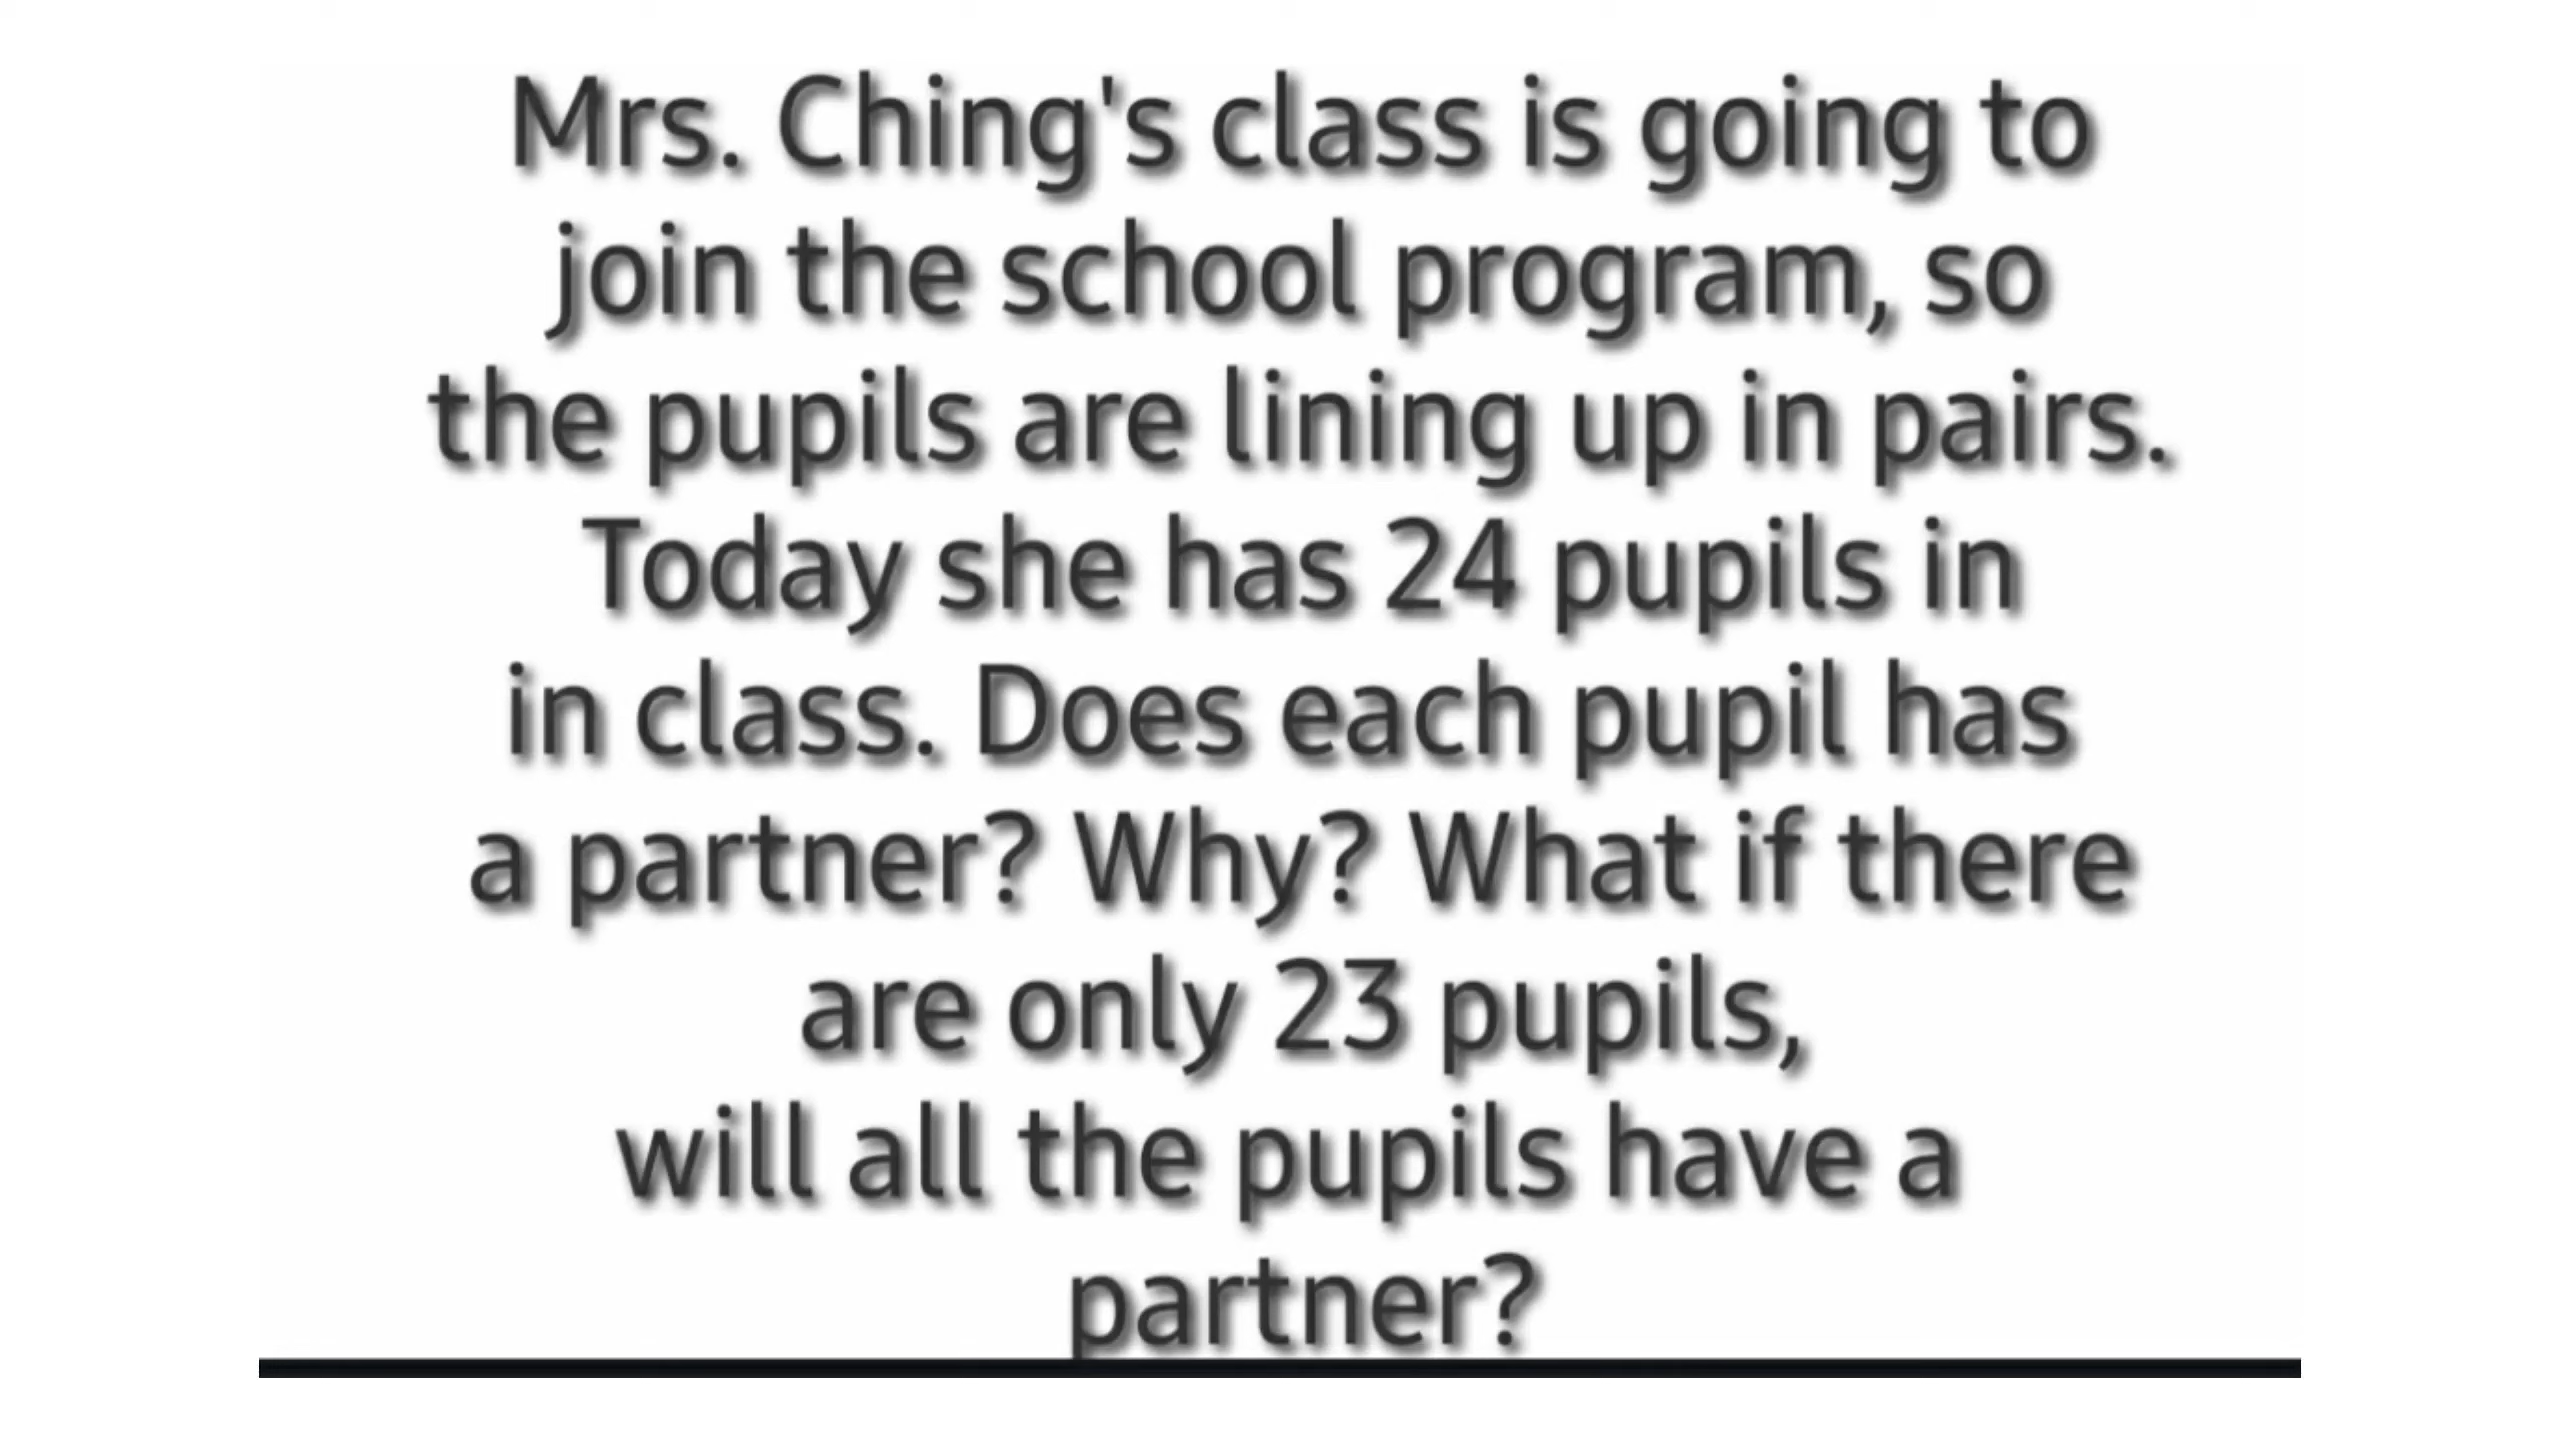 Mrs. Ching's class is going to
join the school program, so
the pupils are lining up in pairs.
Today she has 24 pupils in
in class. Does each pupil has
a partner? Why? What if there
are only 23 pupils,
will all the pupils have a
partner?